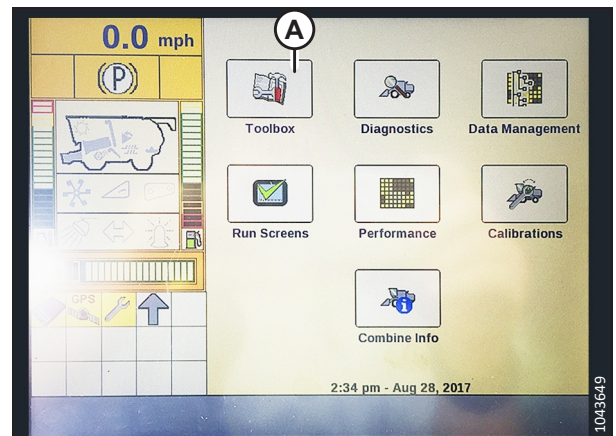 A
0.0 mph
(P)
Toolbox
Diagnostics
Data Management
Run Screens
Performance
Calibrations
GPS
Combine Info
2:34 pm - Aug 28, 2017
1043649